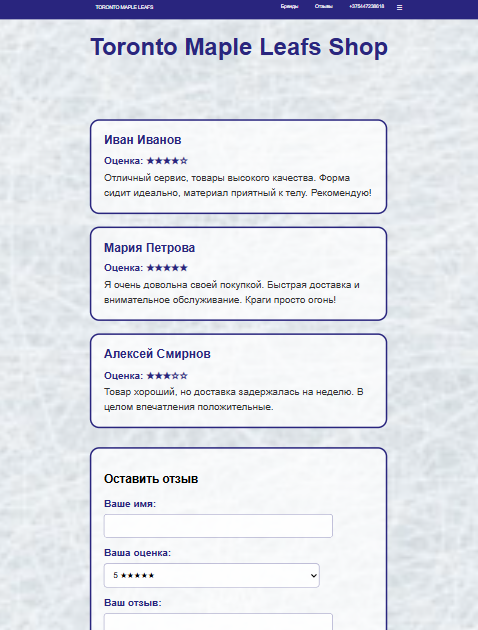 TORONTO MAPLE LEAFS
Бренды Отзывы +375447238618 ☰
Toronto Maple Leafs Shop
Иван Иванов
Оценка: ★★★★☆
Отличный сервис, товары высокого качества. Форма
сидит идеально, материал приятный к телу. Рекомендую!
Мария Петрова
Оценка: ★★★★★
Я очень довольна своей покупкой. Быстрая доставка и
внимательное обслуживание. Краги просто огонь!
Алексей Смирнов
Оценка: ★★★☆☆
Товар хороший, но доставка задержалась на неделю. В
целом впечатления положительные.
Оставить отзыв
Ваше имя:
Ваша оценка:
5 ★★★★★
Ваш отзыв: